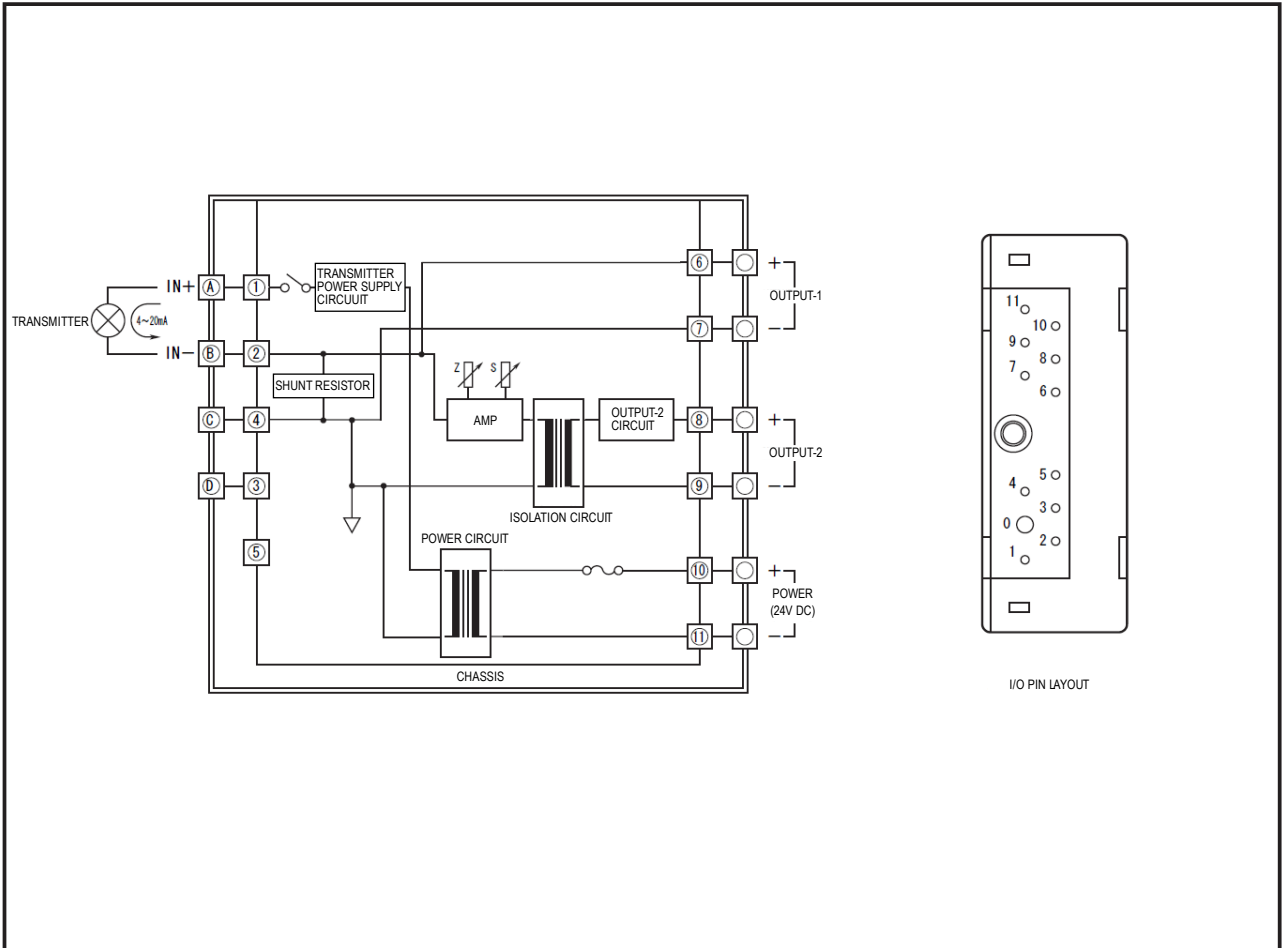 TRANSMITTER
IN+
IN−
4~20mA
Ⓐ
Ⓑ
Ⓒ
Ⓓ
①
②
④
③
⑤
TRANSMITTER
POWER SUPPLY
CIRCUUIT
SHUNT RESISTOR
Z
S
AMP
ISOLATION CIRCUIT
OUTPUT-2
CIRCUIT
POWER CIRCUIT
CHASSIS
⑥
⑦
⑧
⑨
⑩
⑪
+
OUTPUT-1
−
+
OUTPUT-2
−
+
POWER
(24V DC)
−
11
10
9
8
7
6
5
4
3
0
2
1
I/O PIN LAYOUT